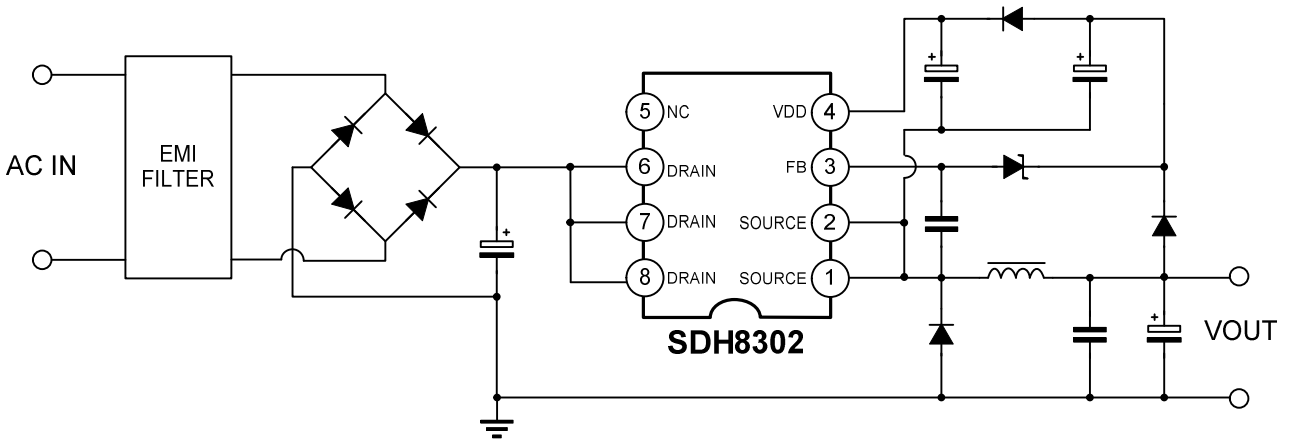 AC IN
EMI
FILTER
5 NC
6 DRAIN
7 DRAIN
8 DRAIN
VDD 4
FB 3
SOURCE 2
SOURCE 1
SDH8302
+
+
+
+
VOUT